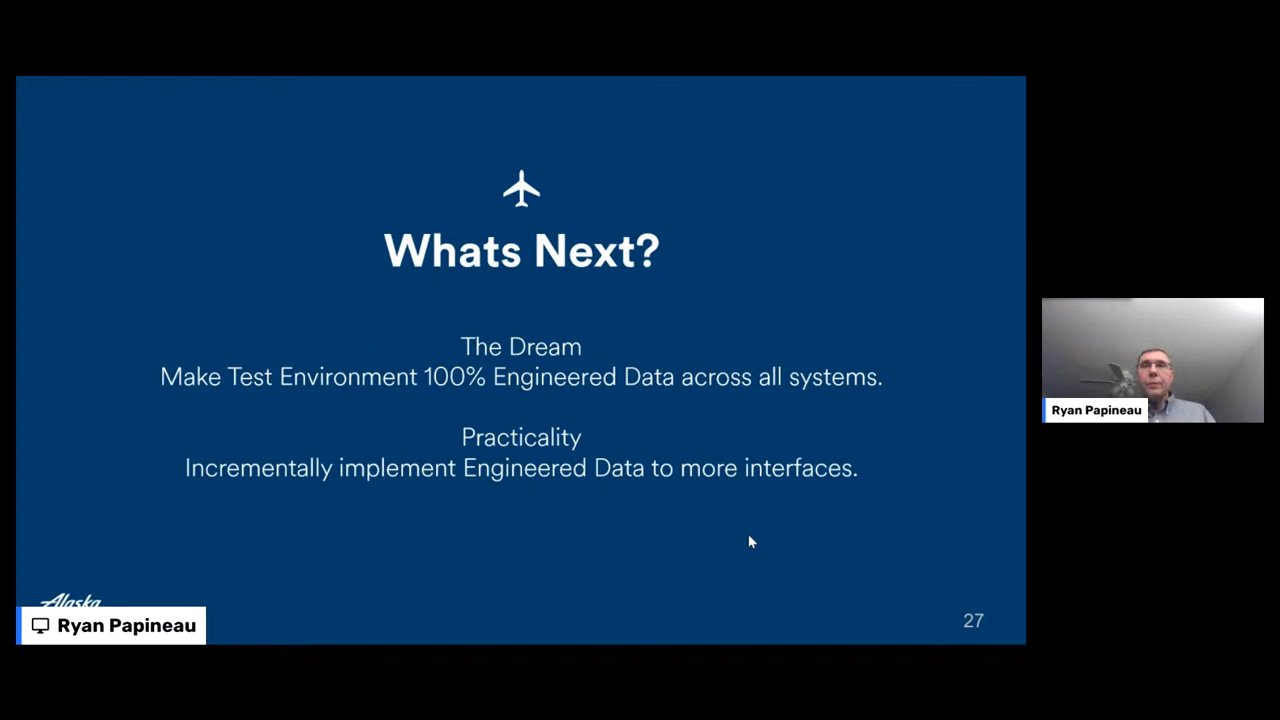 Whats Next?
The Dream
Make Test Environment 100% Engineered Data across all systems.
Practicality
Incrementally implement Engineered Data to more interfaces.
Alaska
Ryan Papineau
27
Ryan Papineau